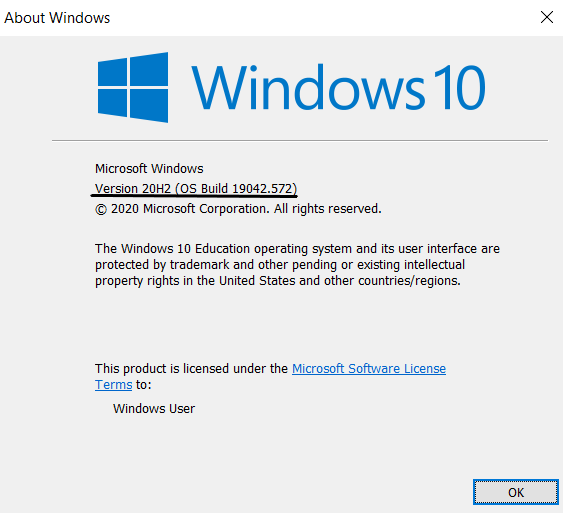 About Windows
Windows 10
Microsoft Windows
Version 20H2 (OS Build 19042.572)
© 2020 Microsoft Corporation. All rights reserved.
The Windows 10 Education operating system and its user interface are
protected by trademark and other pending or existing intellectual
property rights in the United States and other countries/regions.
This product is licensed under the Microsoft Software License
Terms to:
Windows User
OK